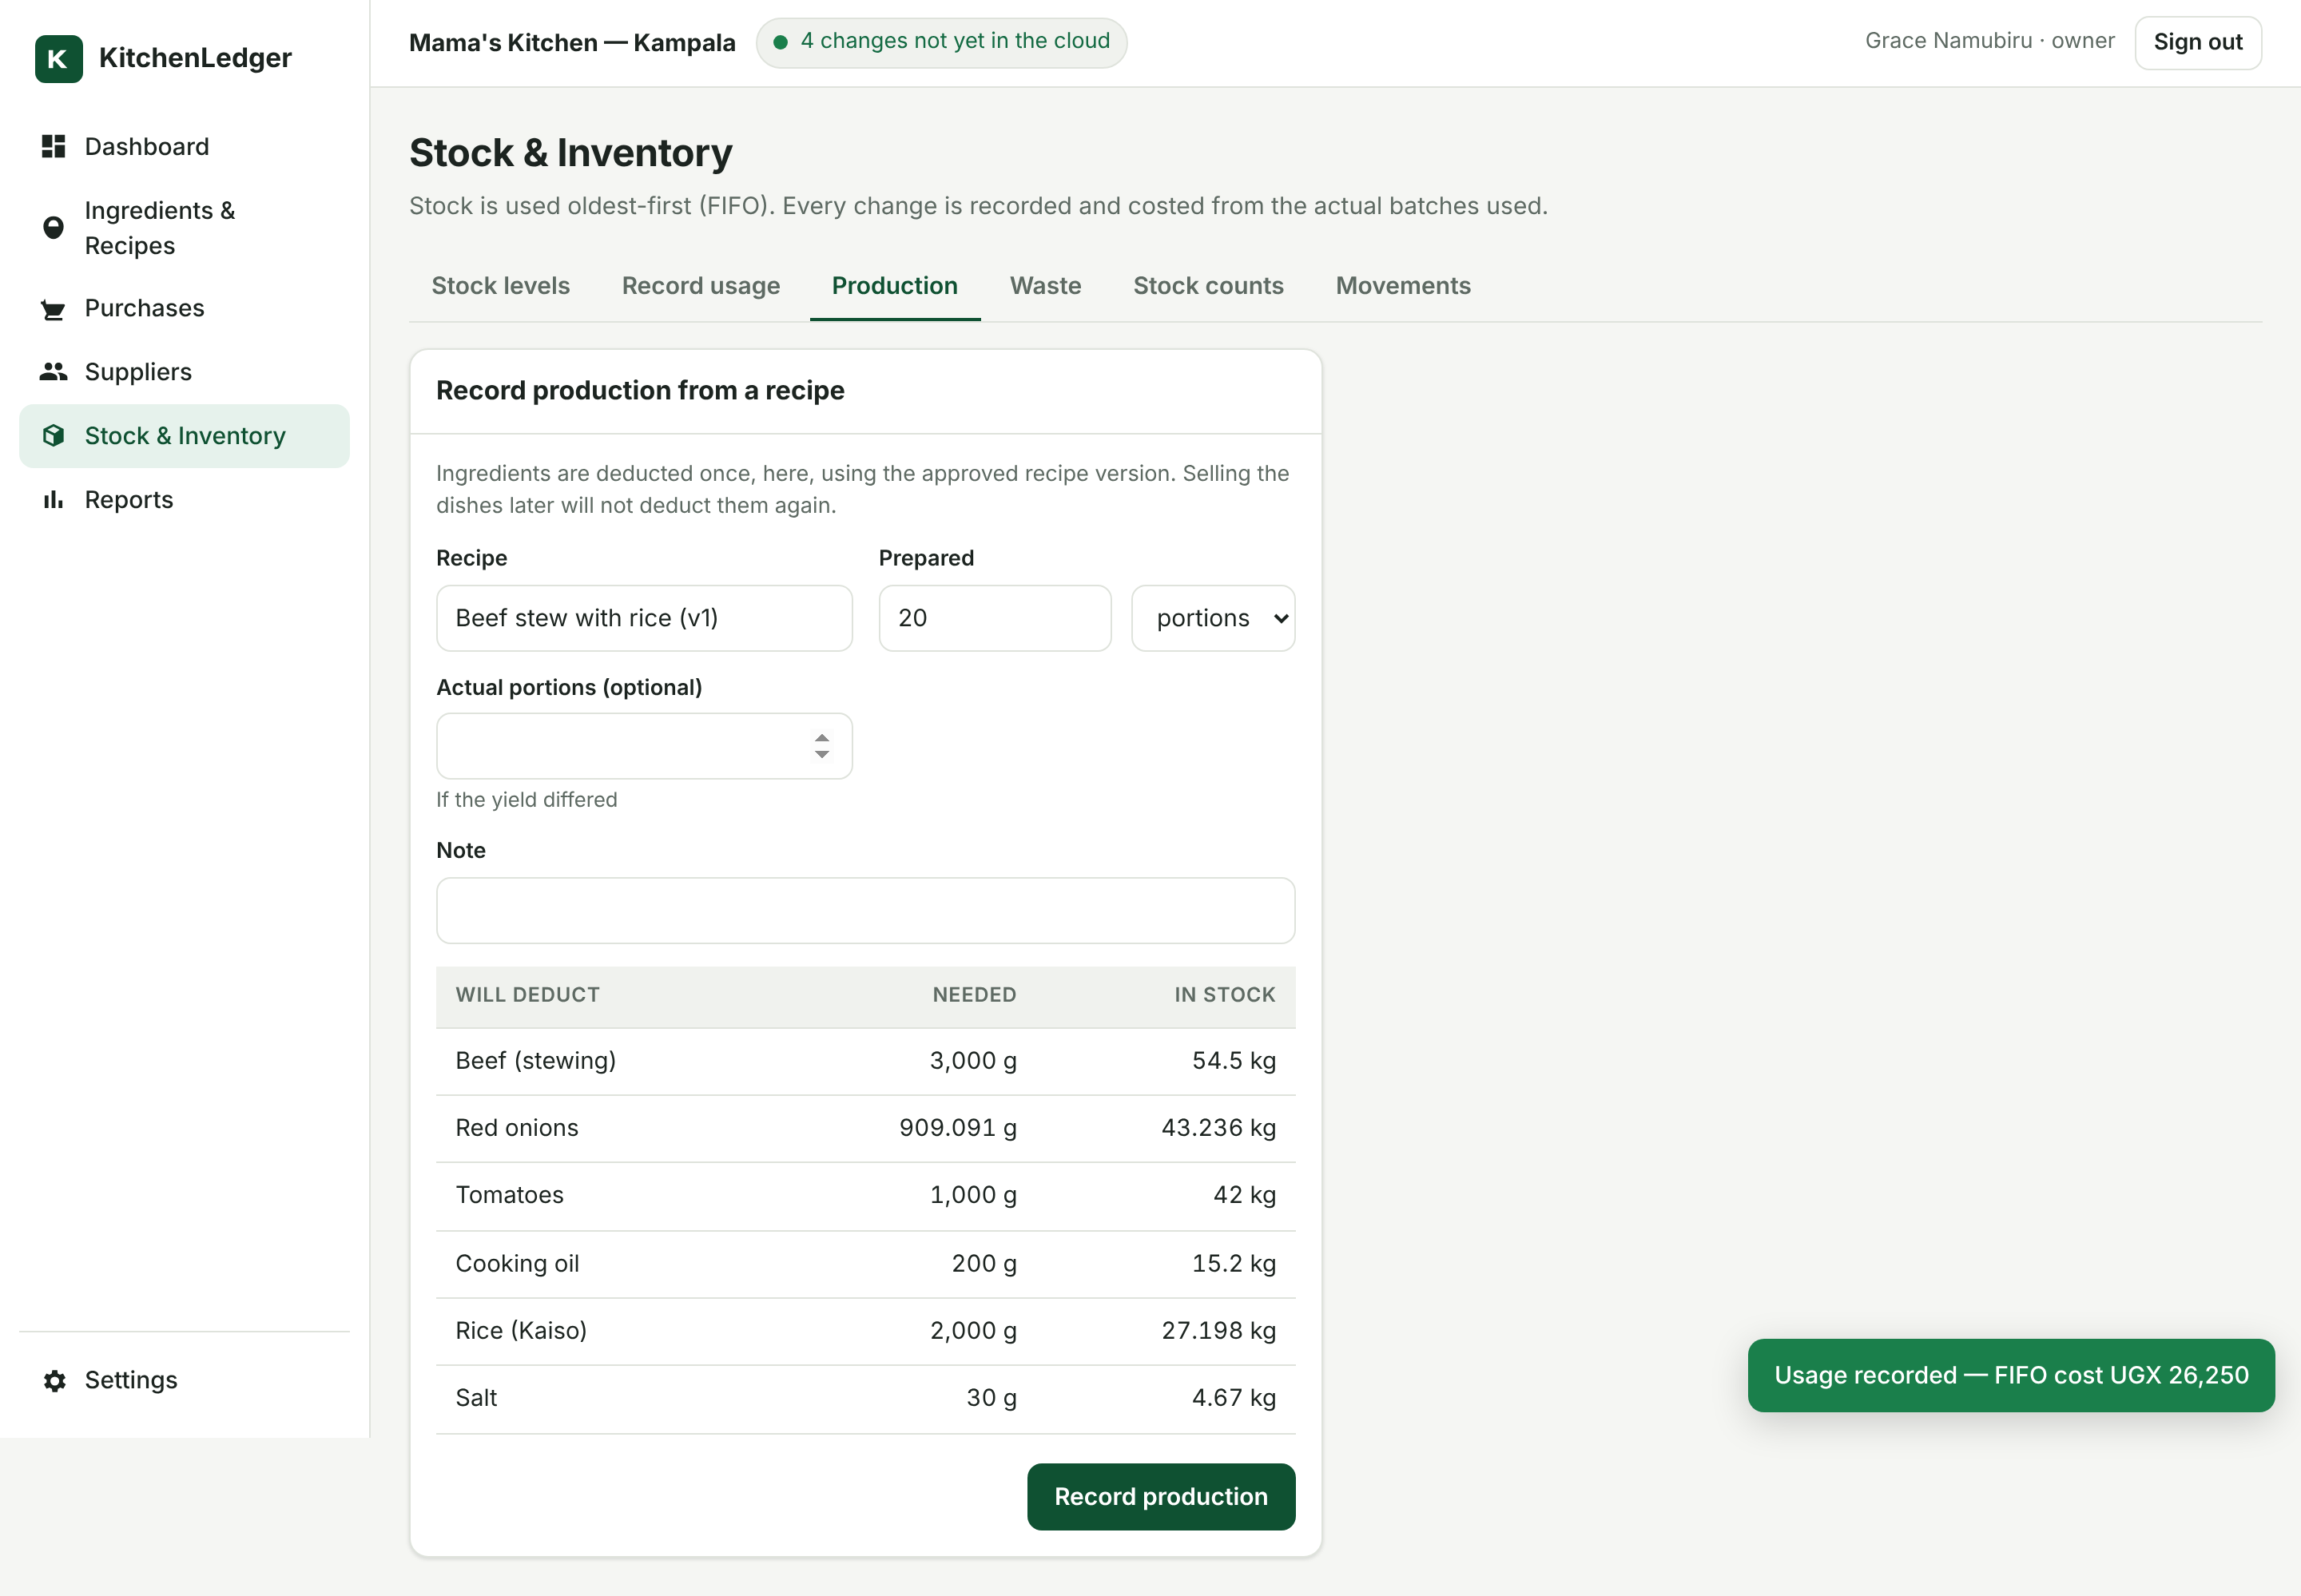 K KitchenLedger
Dashboard
Ingredients &
Recipes
Purchases
Suppliers
Stock & Inventory
Reports
Settings
Mama's Kitchen — Kampala
4 changes not yet in the cloud
Grace Namubiru · owner
Sign out
Stock & Inventory
Stock is used oldest-first (FIFO). Every change is recorded and costed from the actual batches used.
Stock levels Record usage Production Waste Stock counts Movements
Record production from a recipe
Ingredients are deducted once, here, using the approved recipe version. Selling the
dishes later will not deduct them again.
Recipe Prepared
Beef stew with rice (v1) 20 portions
Actual portions (optional)
If the yield differed
Note
WILL DEDUCT NEEDED IN STOCK
Beef (stewing) 3,000 g 54.5 kg
Red onions 909.091 g 43.236 kg
Tomatoes 1,000 g 42 kg
Cooking oil 200 g 15.2 kg
Rice (Kaiso) 2,000 g 27.198 kg
Salt 30 g 4.67 kg
Record production
Usage recorded — FIFO cost UGX 26,250